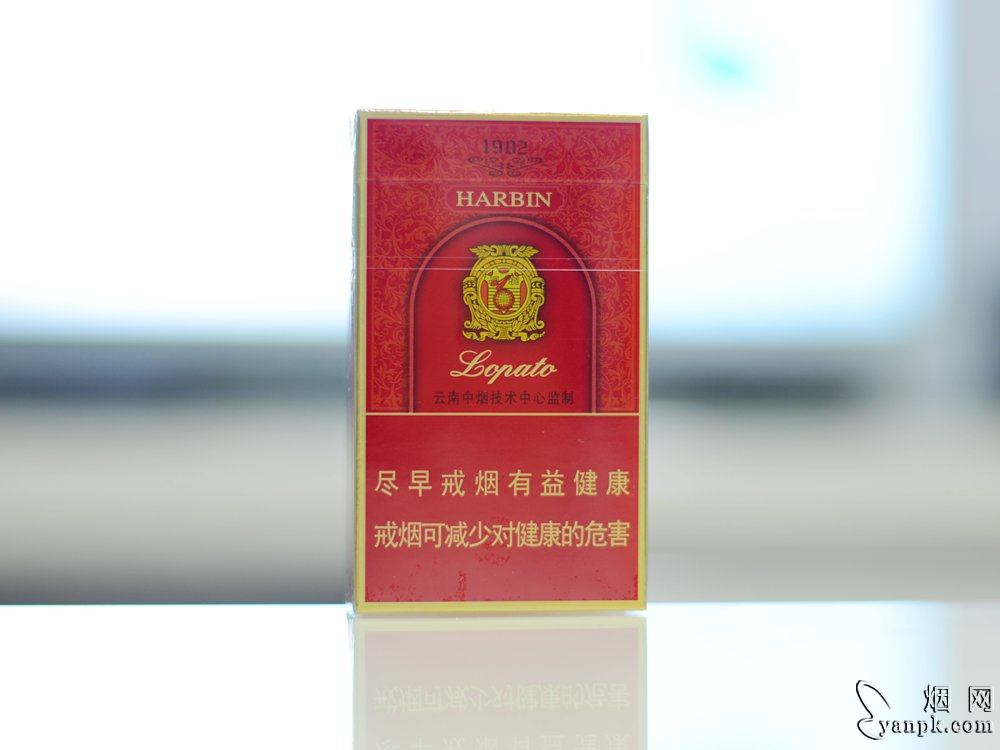 1902
HARBIN
Lopato
云南中烟技术中心监制
尽早戒烟有益健康
戒烟可减少对健康的危害
烟网
yanpk.com